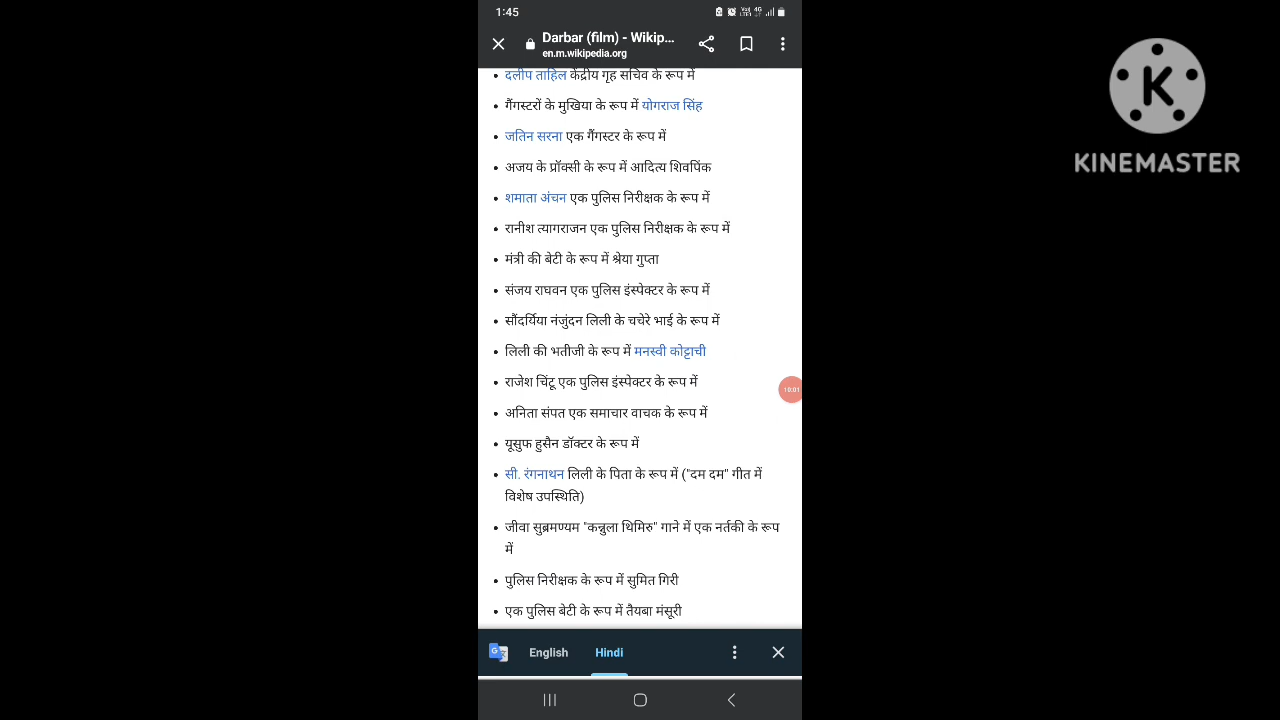 1:45
Darbar (film) - Wikip...
en.m.wikipedia.org
दलीप ताहिल केंद्रीय गृह सचिव के रूप में
गैंगस्टरों के मुखिया के रूप में योगराज सिंह
जतिन सरना एक गैंगस्टर के रूप में
अजय के प्रॉक्सी के रूप में आदित्य शिवपिंक
शमाता अंचन एक पुलिस निरीक्षक के रूप में
रानीश त्यागराजन एक पुलिस निरीक्षक के रूप में
मंत्री की बेटी के रूप में श्रेया गुप्ता
संजय राघवन एक पुलिस इंस्पेक्टर के रूप में
सौंदर्यिया नंजुंदन लिली के चचेरे भाई के रूप में
लिली की भतीजी के रूप में मनस्वी कोट्टाची
राजेश चिंटू एक पुलिस इंस्पेक्टर के रूप में
अनिता संपत एक समाचार वाचक के रूप में
यूसुफ हुसैन डॉक्टर के रूप में
सी. रंगनाथन लिली के पिता के रूप में ("दम दम" गीत में
विशेष उपस्थिति)
जीवा सुब्रमण्यम "कन्नुला थिमिरु" गाने में एक नर्तकी के रूप
में
पुलिस निरीक्षक के रूप में सुमित गिरी
एक पुलिस बेटी के रूप में तैयबा मंसूरी
English Hindi
K
KINEMASTER